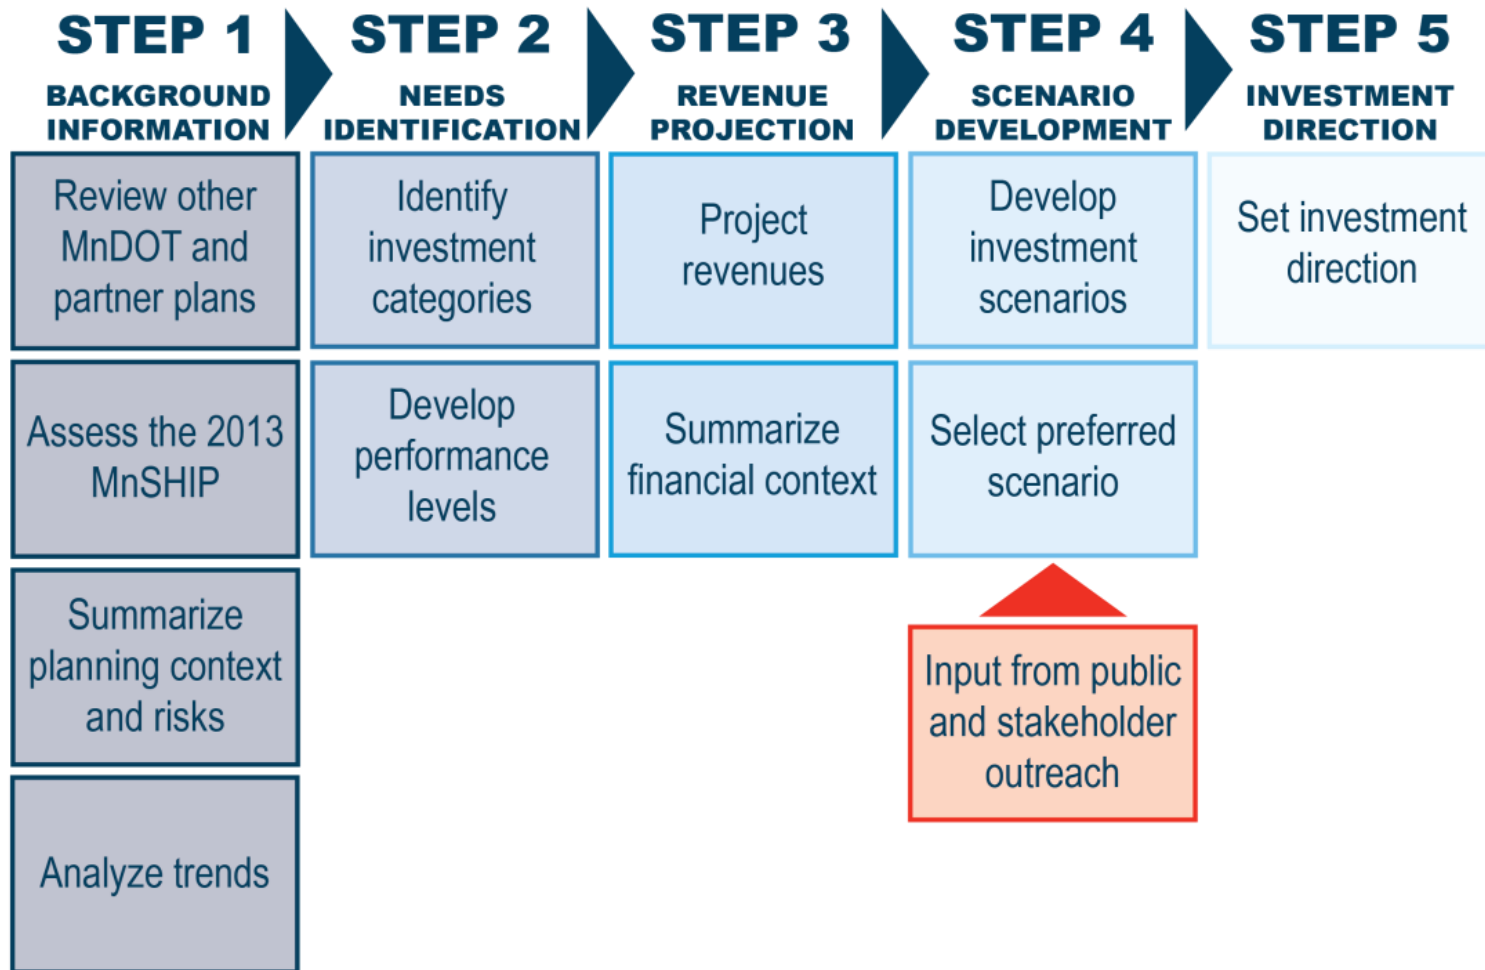 STEP 1
BACKGROUND
INFORMATION
Review other
MnDOT and
partner plans
Assess the 2013
MnSHIP
Summarize
planning context
and risks
Analyze trends
STEP 2
NEEDS
IDENTIFICATION
Identify
investment
categories
Develop
performance
levels
STEP 3
REVENUE
PROJECTION
Project
revenues
Summarize
financial context
STEP 4
SCENARIO
DEVELOPMENT
Develop
investment
scenarios
Select preferred
scenario
Input from public
and stakeholder
outreach
STEP 5
INVESTMENT
DIRECTION
Set investment
direction